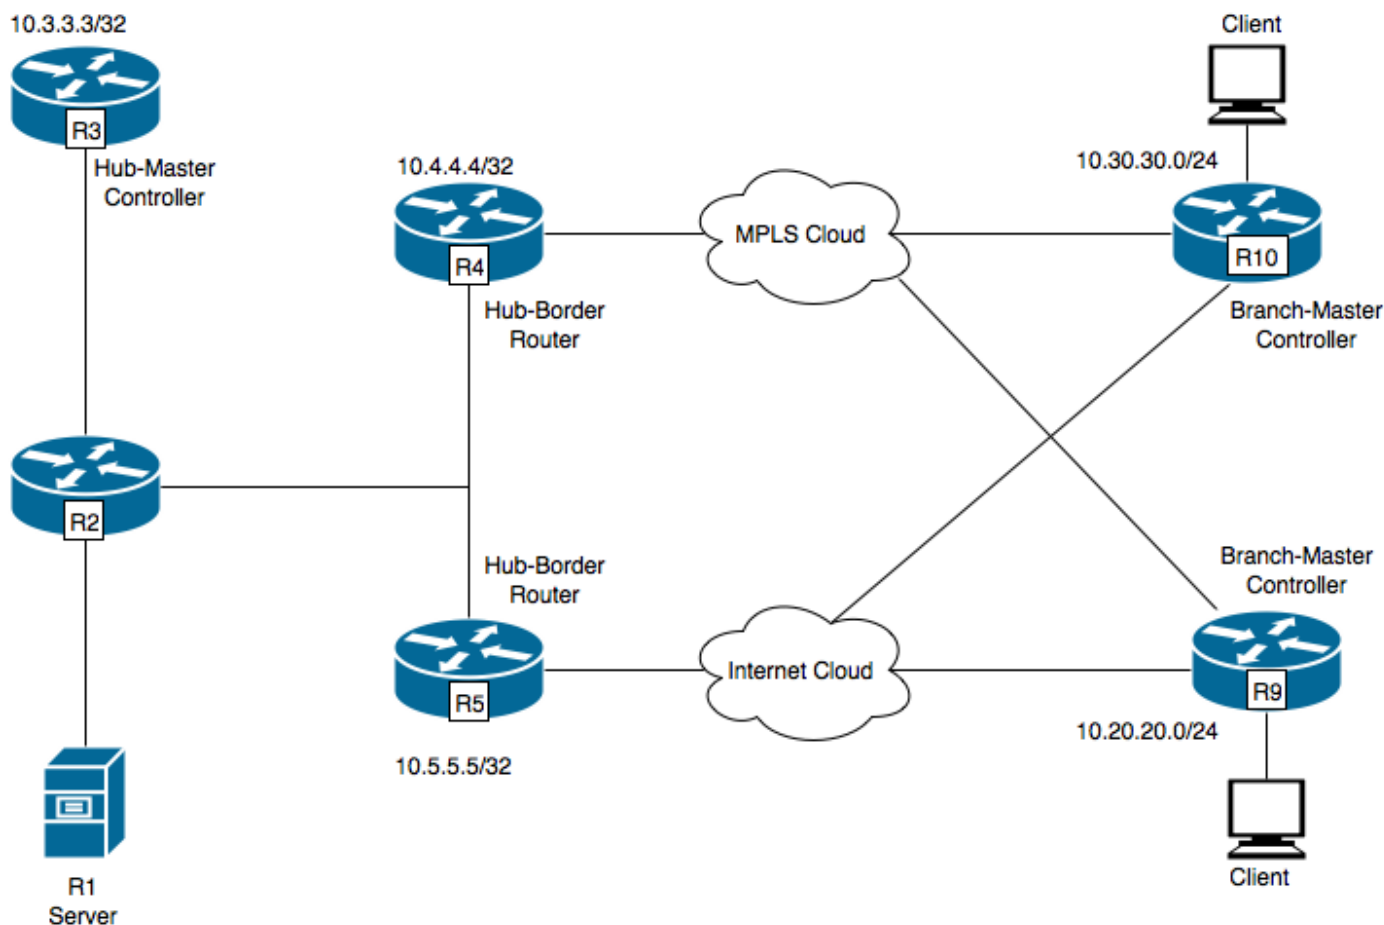 10.3.3.3/32
R3
Hub-Master
Controller
10.4.4.4/32
R4
Hub-Border
Router
MPLS Cloud
Client
10.30.30.0/24
R10
Branch-Master
Controller
R2
Hub-Border
Router
R5
10.5.5.5/32
Internet Cloud
Branch-Master
Controller
R9
10.20.20.0/24
Client
R1
Server